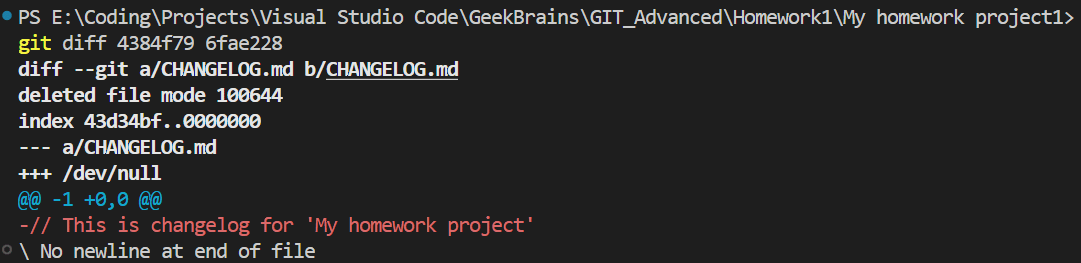 PS E:\Coding\Projects\Visual Studio Code\GeekBrains\GIT_Advanced\Homework1\My homework project1>
git diff 4384f79 6fae228
diff --git a/CHANGELOG.md b/CHANGELOG.md
deleted file mode 100644
index 43d34bf..0000000
--- a/CHANGELOG.md
+++ /dev/null
@@ -1 +0,0 @@
-// This is changelog for 'My homework project'
\ No newline at end of file